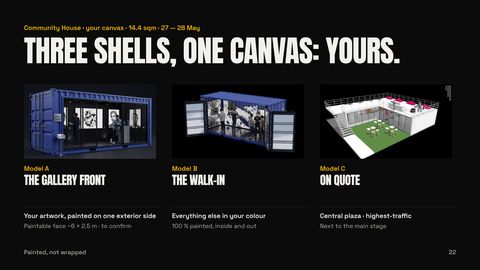 Community House · your canvas · 14.4 sqm · 27 — 28 May
THREE SHELLS, ONE CANVAS: YOURS.
Model A
THE GALLERY FRONT
Your artwork, painted on one exterior side
Paintable face ~6 × 2.5 m · to confirm
Model B
THE WALK-IN
Everything else in your colour
100 % painted, inside and out
Model C
ON QUOTE
Central plaza · highest-traffic
Next to the main stage
Painted, not wrapped
22